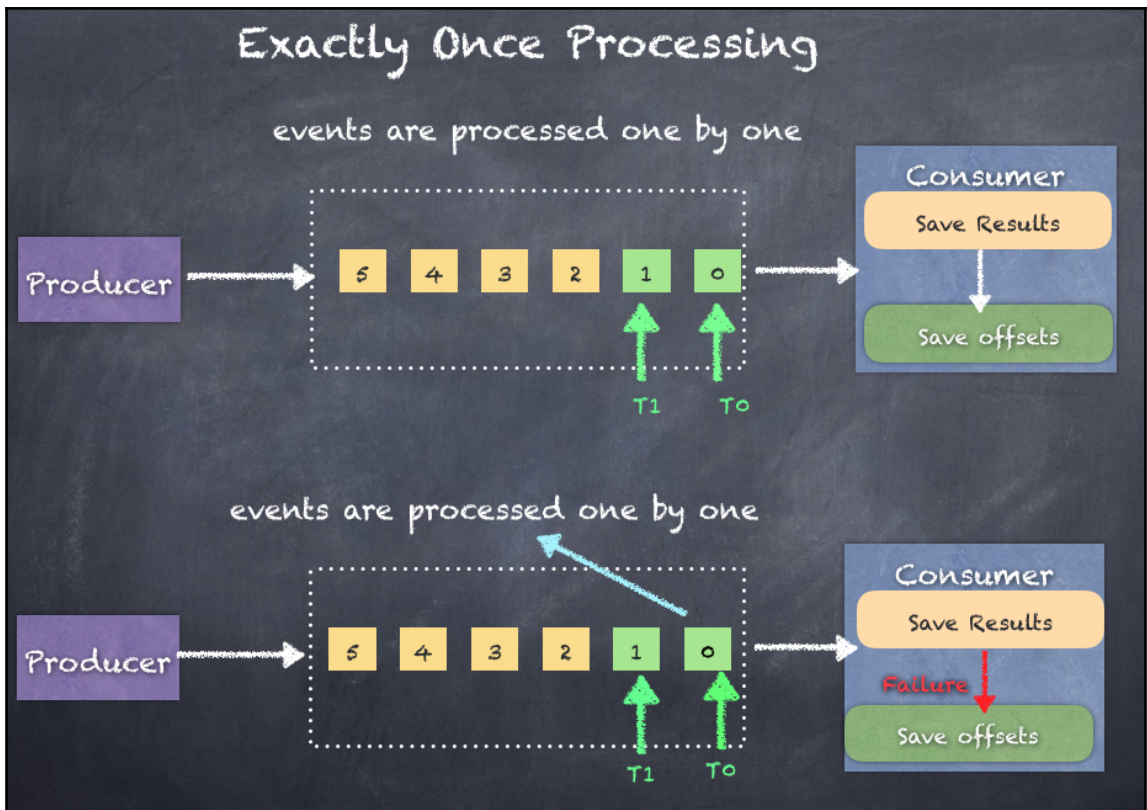 Exactly Once Processing
events are processed one by one
Consumer
Save Results
Producer
5 4 3 2 1 0
Save offsets
T1 T0
events are processed one by one
Consumer
Save Results
Producer
5 4 3 2 1 0
Failure
Save offsets
T1 T0